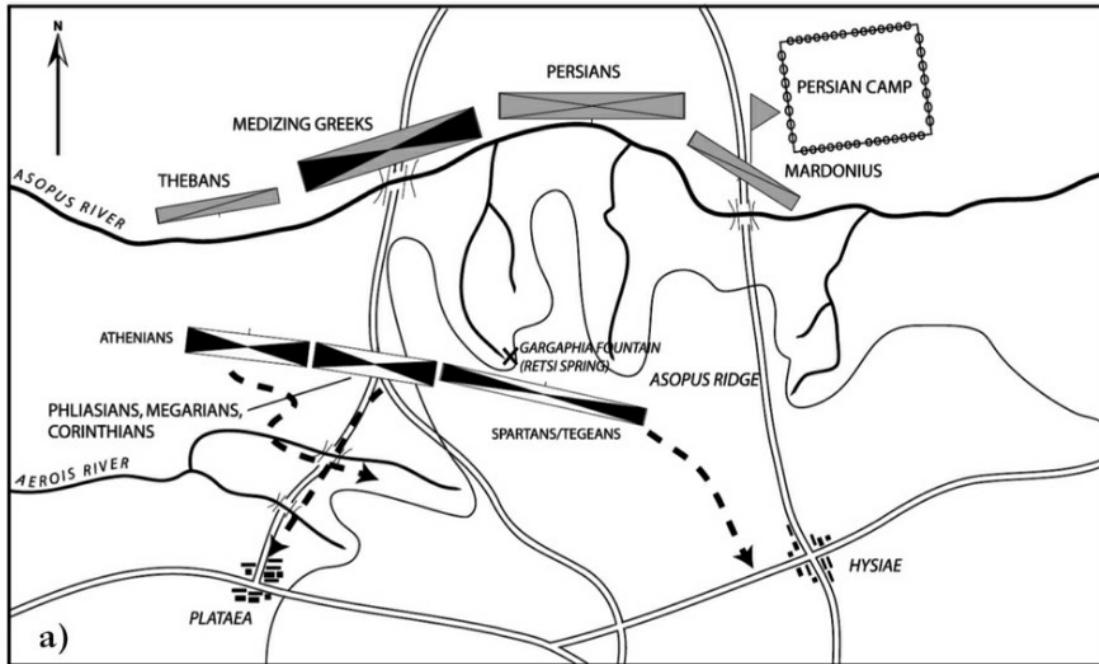 N
PERSIANS
PERSIAN CAMP
MEDIZING GREEKS
MARDONIUS
THEBANS
ASOPUS RIVER
ATHENIANS
GARGAPHIA FOUNTAIN
(RETSI SPRING)
ASOPUS RIDGE
PHLIASIANS, MEGARIANS,
CORINTHIANS
SPARTANS/TEGEANS
AEROIS RIVER
HYSIAE
PLATAEA
a)